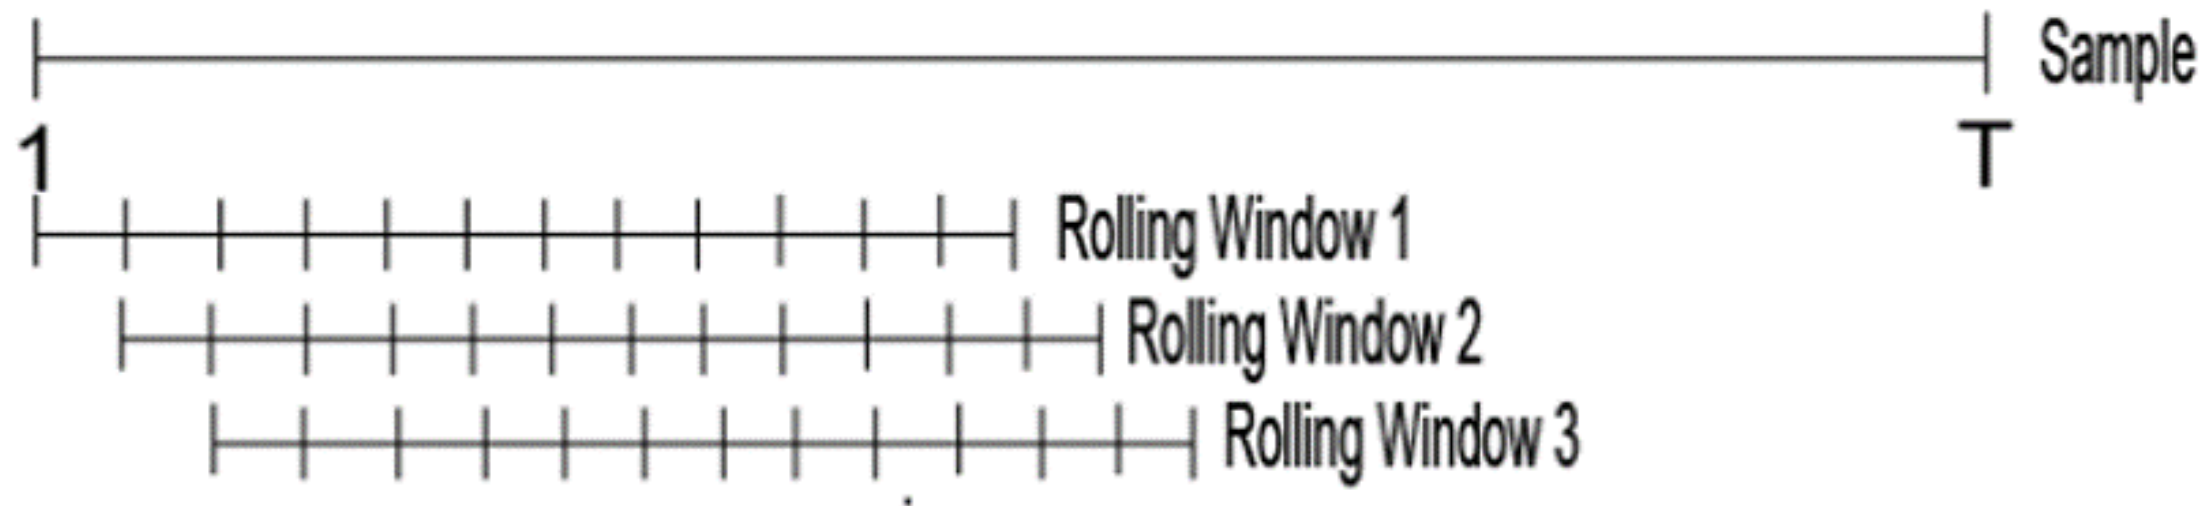 Sample
1 T
Rolling Window 1
Rolling Window 2
Rolling Window 3